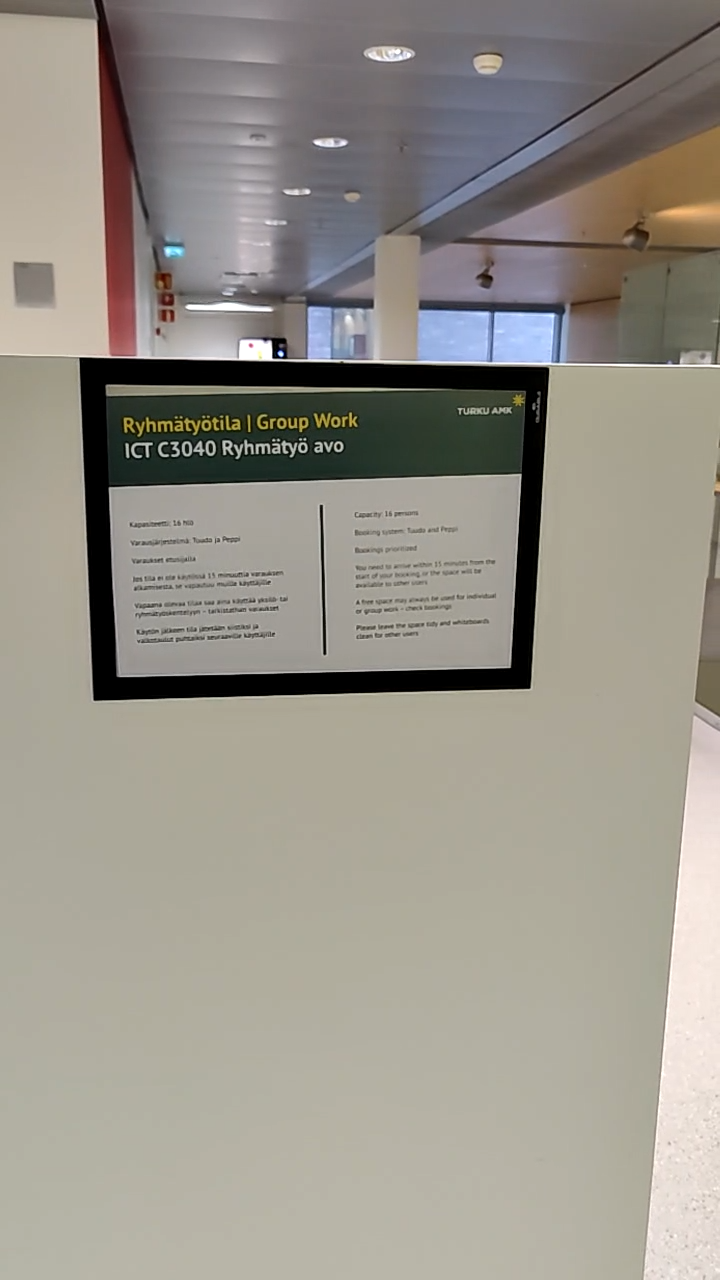 Ryhmätyötila | Group Work
ICT C3040 Ryhmätyö avo
TURKU AMK
Kapasiteetti: 16 hlö
Varausjärjestelmä: Tuudo ja Peppi
Varaukset etusijalla
Jos tila ei ole käytössä 15 minuuttia varauksen
alkamisesta, se vapautuu muille käyttäjille
Vapaana olevaa tilaa saa aina käyttää yksilö- tai
ryhmätyöskentelyyn – tarkistathan varaukset
Käytön jälkeen tila jätetään siistiksi ja
valkotaulut puhtaiksi seuraaville käyttäjille
Capacity: 16 persons
Booking system: Tuudo and Peppi
Bookings prioritized
You need to arrive within 15 minutes from the
start of your booking, or the space will be
available to other users
A free space may always be used for individual
or group work – check bookings
Please leave the space tidy and whiteboards
clean for other users